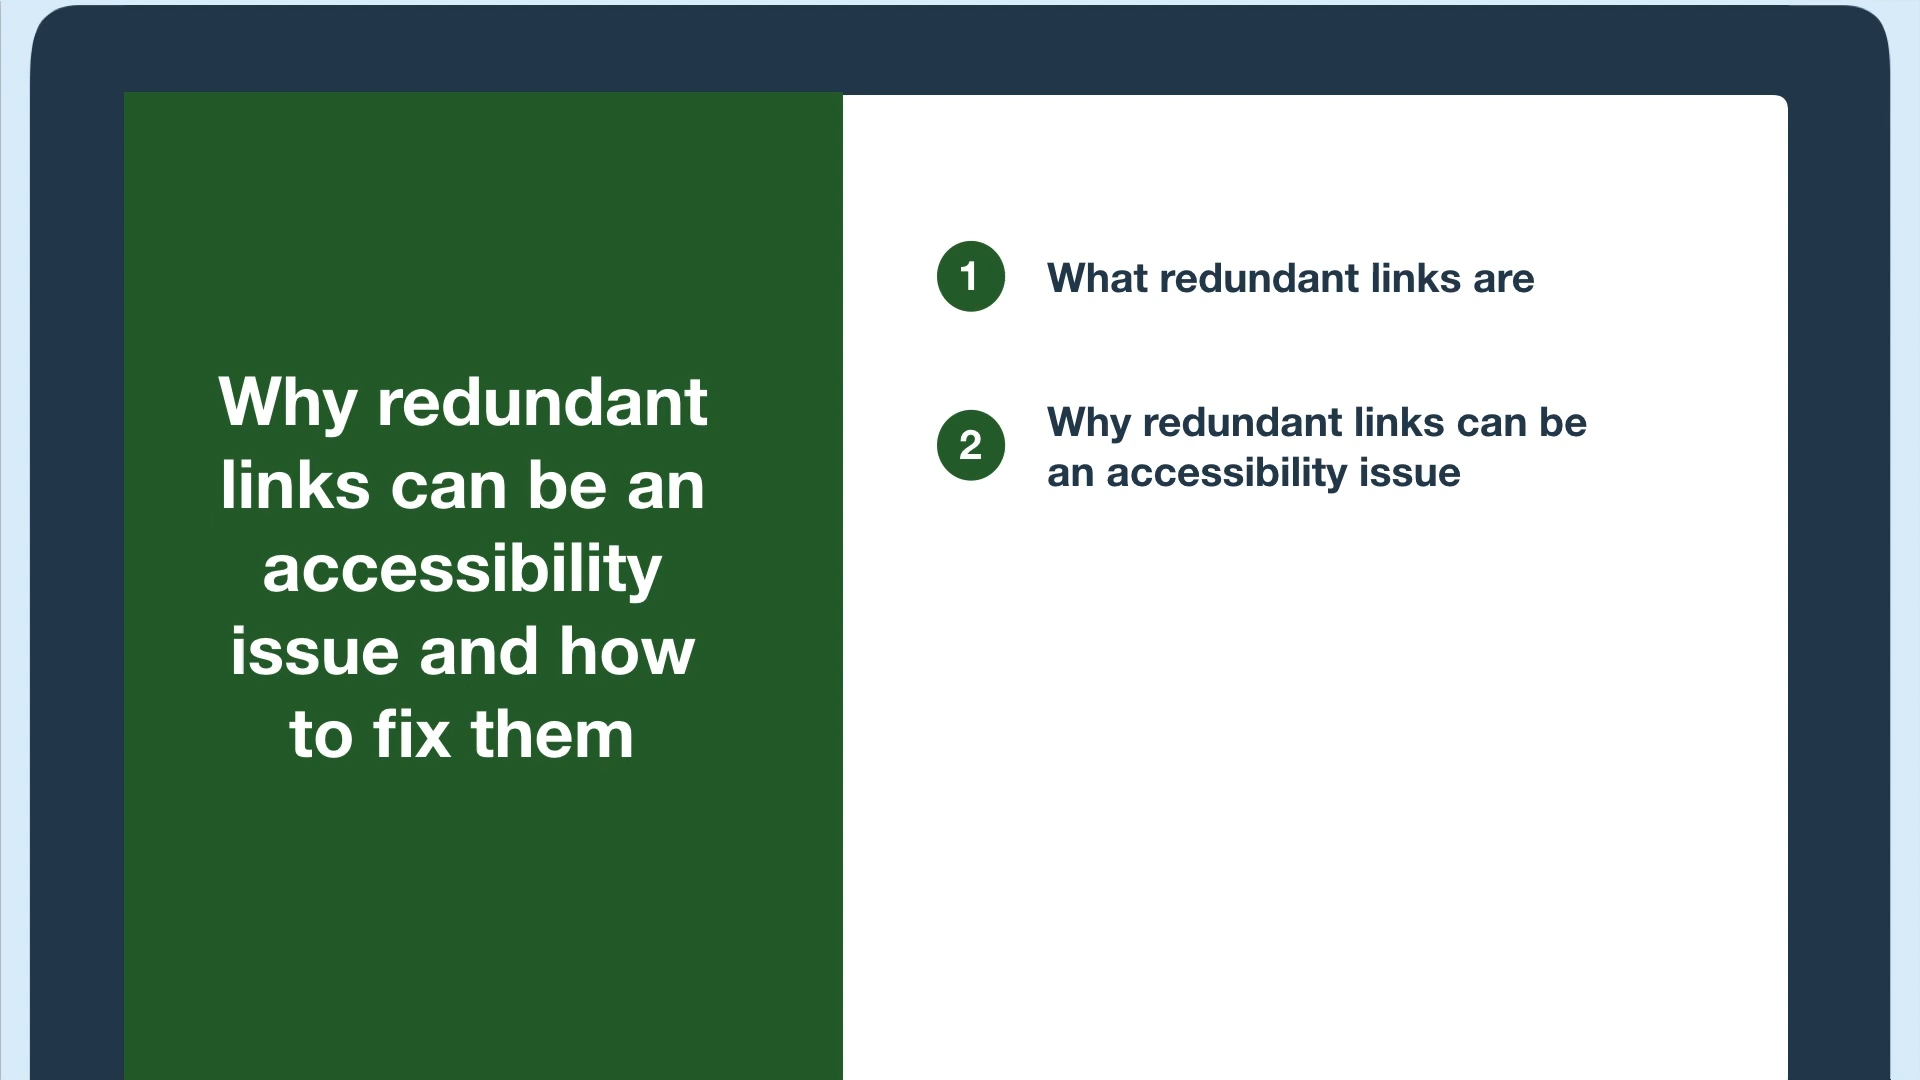 Why redundant
links can be an
accessibility
issue and how
to fix them
1 What redundant links are
2 Why redundant links can be
an accessibility issue